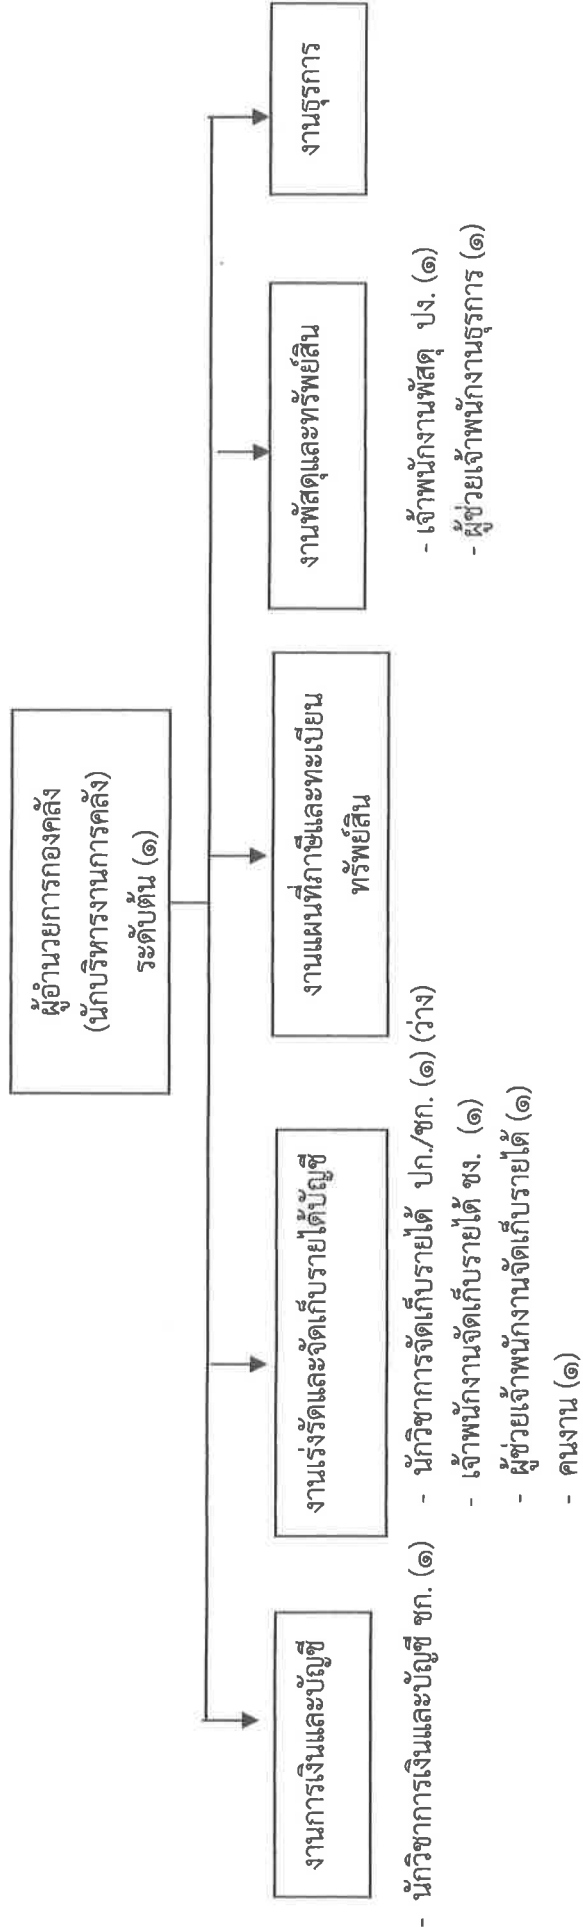 ผู้อำนวยการกองคลัง
(นักบริหารงานการคลัง)
ระดับต้น (๑)
งานการเงินและบัญชี
- นักวิชาการเงินและบัญชี ชก. (๑)
งานเร่งรัดและจัดเก็บรายได้บัญชี
- นักวิชาการจัดเก็บรายได้ ปก./ชก. (๑) (ว่าง)
- เจ้าพนักงานจัดเก็บรายได้ ชง. (๑)
- ผู้ช่วยเจ้าพนักงานจัดเก็บรายได้ (๑)
- คนงาน (๑)
งานแผนที่ภาษีและทะเบียน
ทรัพย์สิน
งานพัสดุและทรัพย์สิน
- เจ้าพนักงานพัสดุ ปง. (๑)
- ผู้ช่วยเจ้าพนักงานธุรการ (๑)
งานธุรการ